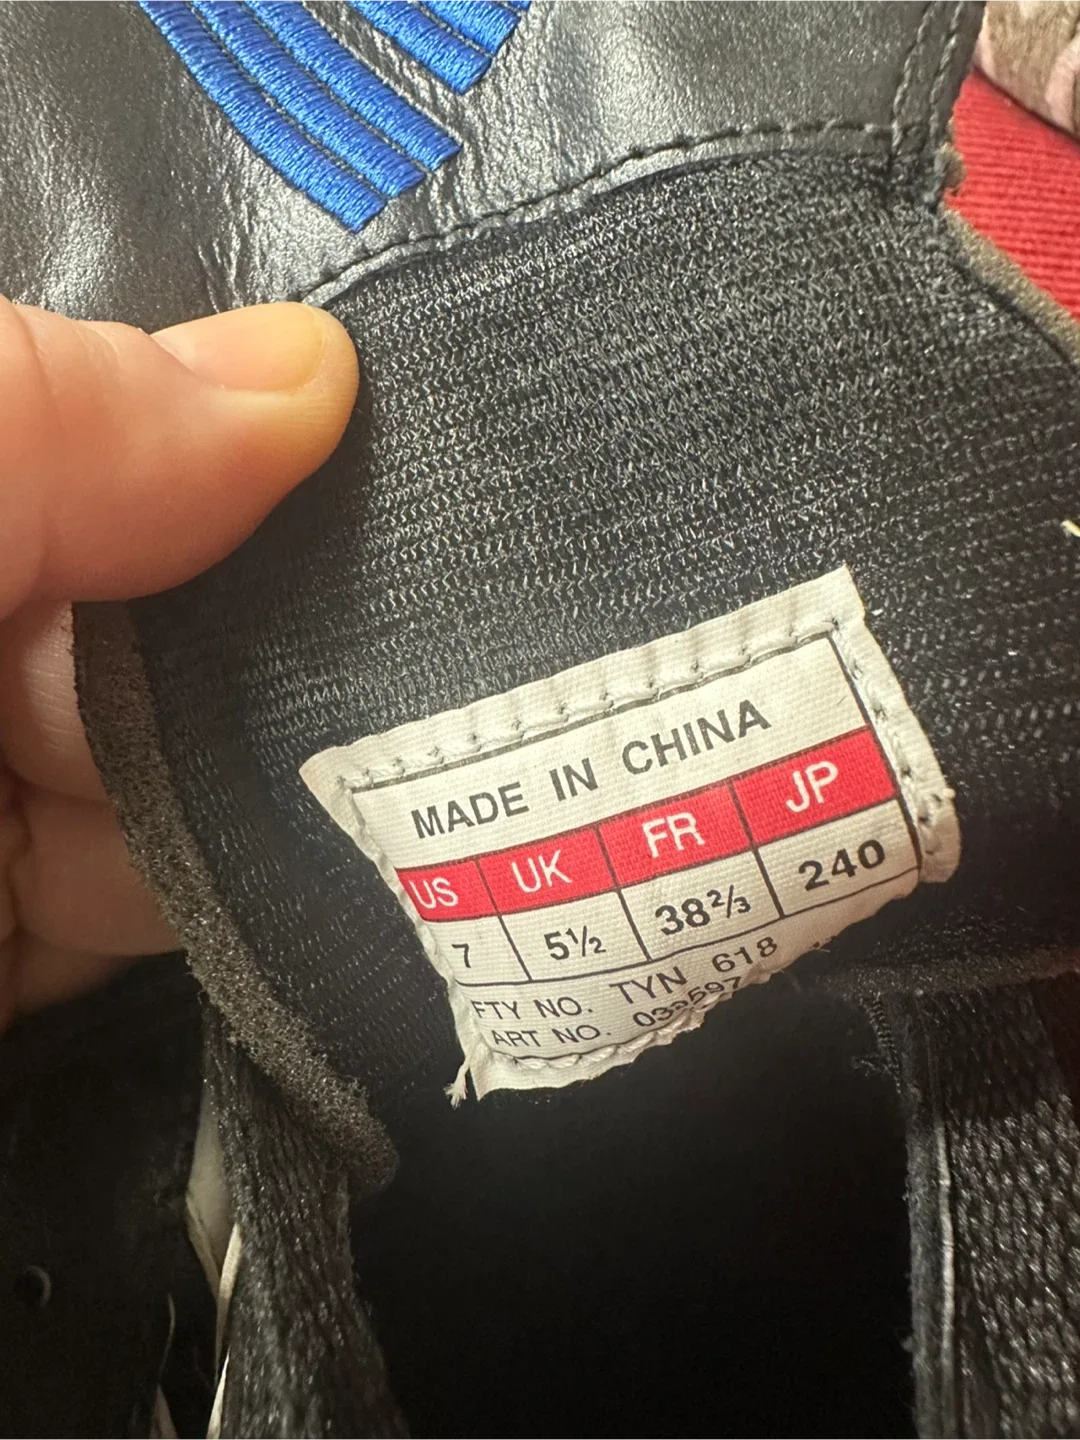 MADE IN CHINA
US UK FR JP
7 5½ 38⅔ 240
FTY NO. TYN 618
ART NO.